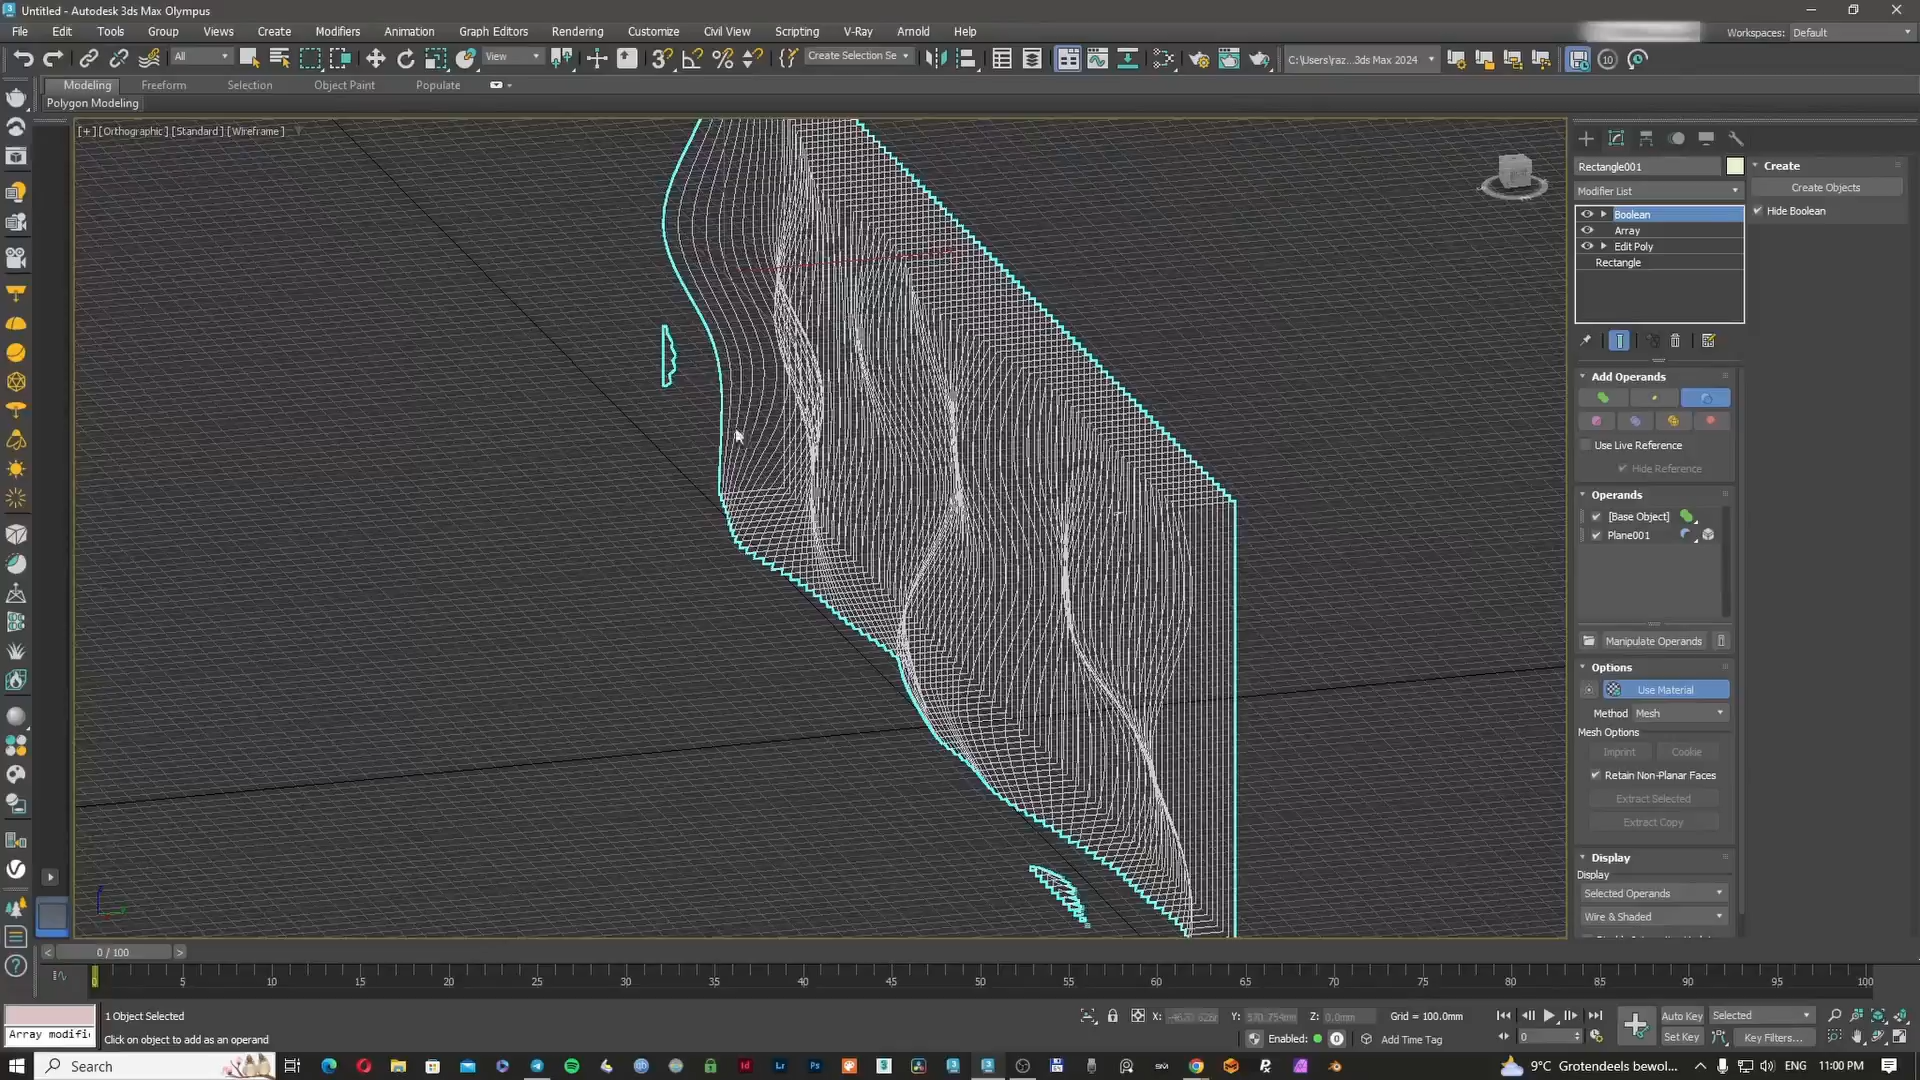 Untitled - Autodesk 3ds Max Olympus
File Edit Tools Group Views Create Modifiers Animation Graph Editors Rendering Customize Civil View Scripting V-Ray Arnold Help
Workspaces: Default
All View Create Selection Se C:\Users\raz...3ds Max 2024 10
Modeling Freeform Selection Object Paint Populate
Polygon Modeling
[+] [Orthographic] [Standard] [Wireframe]
Rectangle001
Modifier List
Boolean
Array
Edit Poly
Rectangle
Create
Create Objects
Hide Boolean
Add Operands
Use Live Reference
Hide Reference
Operands
[Base Object]
Plane001
Manipulate Operands
Options
Use Material
Method Mesh
Mesh Options
Imprint Cookie
Retain Non-Planar Faces
Extract Selected
Extract Copy
Display
Display
Selected Operands
Wire & Shaded
< 0 / 100 >
0 5 10 15 20 25 30 35 40 45 50 55 60 65 70 75 80 85 90 95 100
Array modifi
1 Object Selected
Click on object to add as an operand
X: Y: Z: 0.0mm Grid = 100.0mm
Enabled: 0 Add Time Tag
Auto Key Selected
0 Set Key Key Filters...
Search
9°C Grotendeels bewol... ENG 11:00 PM